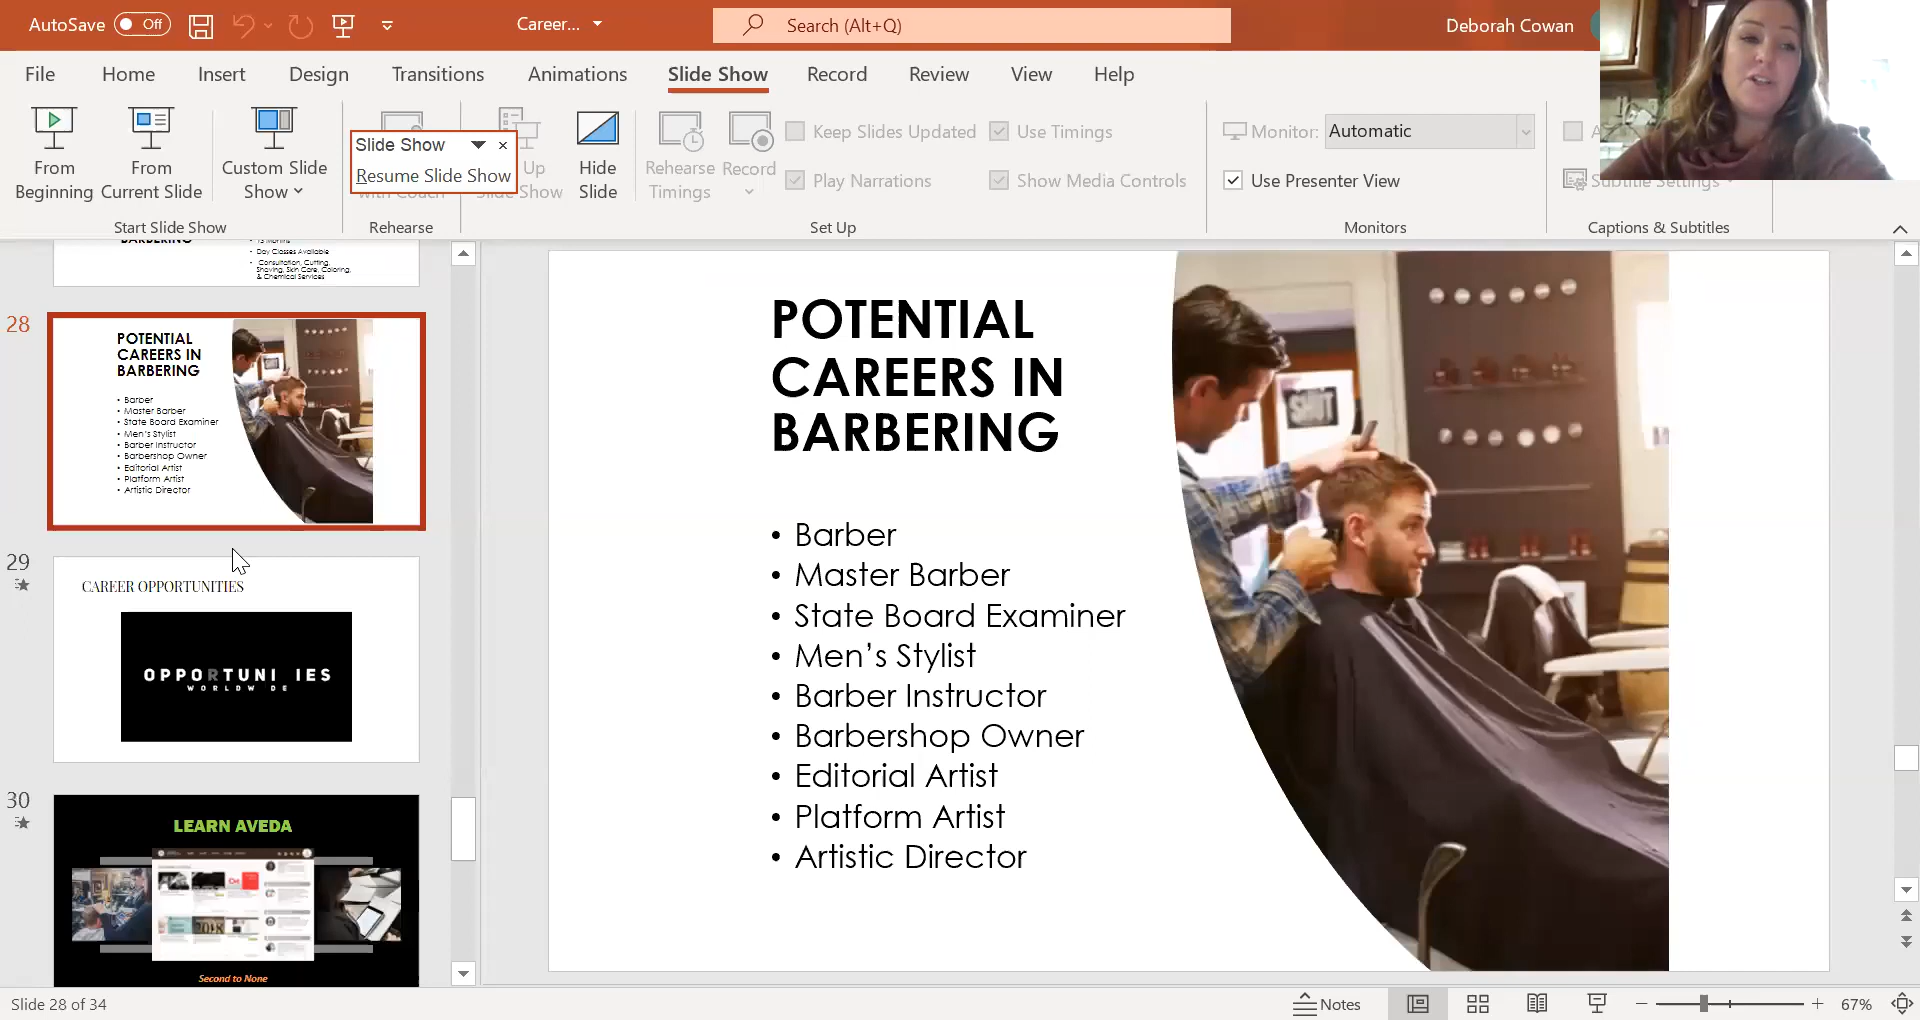 AutoSave Off
Career...
Search (Alt+Q)
Deborah Cowan
File Home Insert Design Transitions Animations Slide Show Record Review View Help
From Beginning
From Current Slide
Custom Slide Show
Start Slide Show
Slide Show
Resume Slide Show
with Coach
Rehearse
Up
Slide Show
Hide Slide
Rehearse Timings
Record
Keep Slides Updated
Use Timings
Play Narrations
Show Media Controls
Set Up
Monitor: Automatic
Use Presenter View
Monitors
Subtitle Settings
Captions & Subtitles
BARBERING
• 15 Months
• Day Classes Available
• Consultation, Cutting,
Shaving, Skin Care, Coloring,
& Chemical Services
28
POTENTIAL
CAREERS IN
BARBERING
• Barber
• Master Barber
• State Board Examiner
• Men's Stylist
• Barber Instructor
• Barbershop Owner
• Editorial Artist
• Platform Artist
• Artistic Director
29
CAREER OPPORTUNITIES
OPPORTUNI IES
WORLDW DE
30
LEARN AVEDA
2018
Second to None
POTENTIAL
CAREERS IN
BARBERING
• Barber
• Master Barber
• State Board Examiner
• Men’s Stylist
• Barber Instructor
• Barbershop Owner
• Editorial Artist
• Platform Artist
• Artistic Director
Slide 28 of 34
Notes
67%